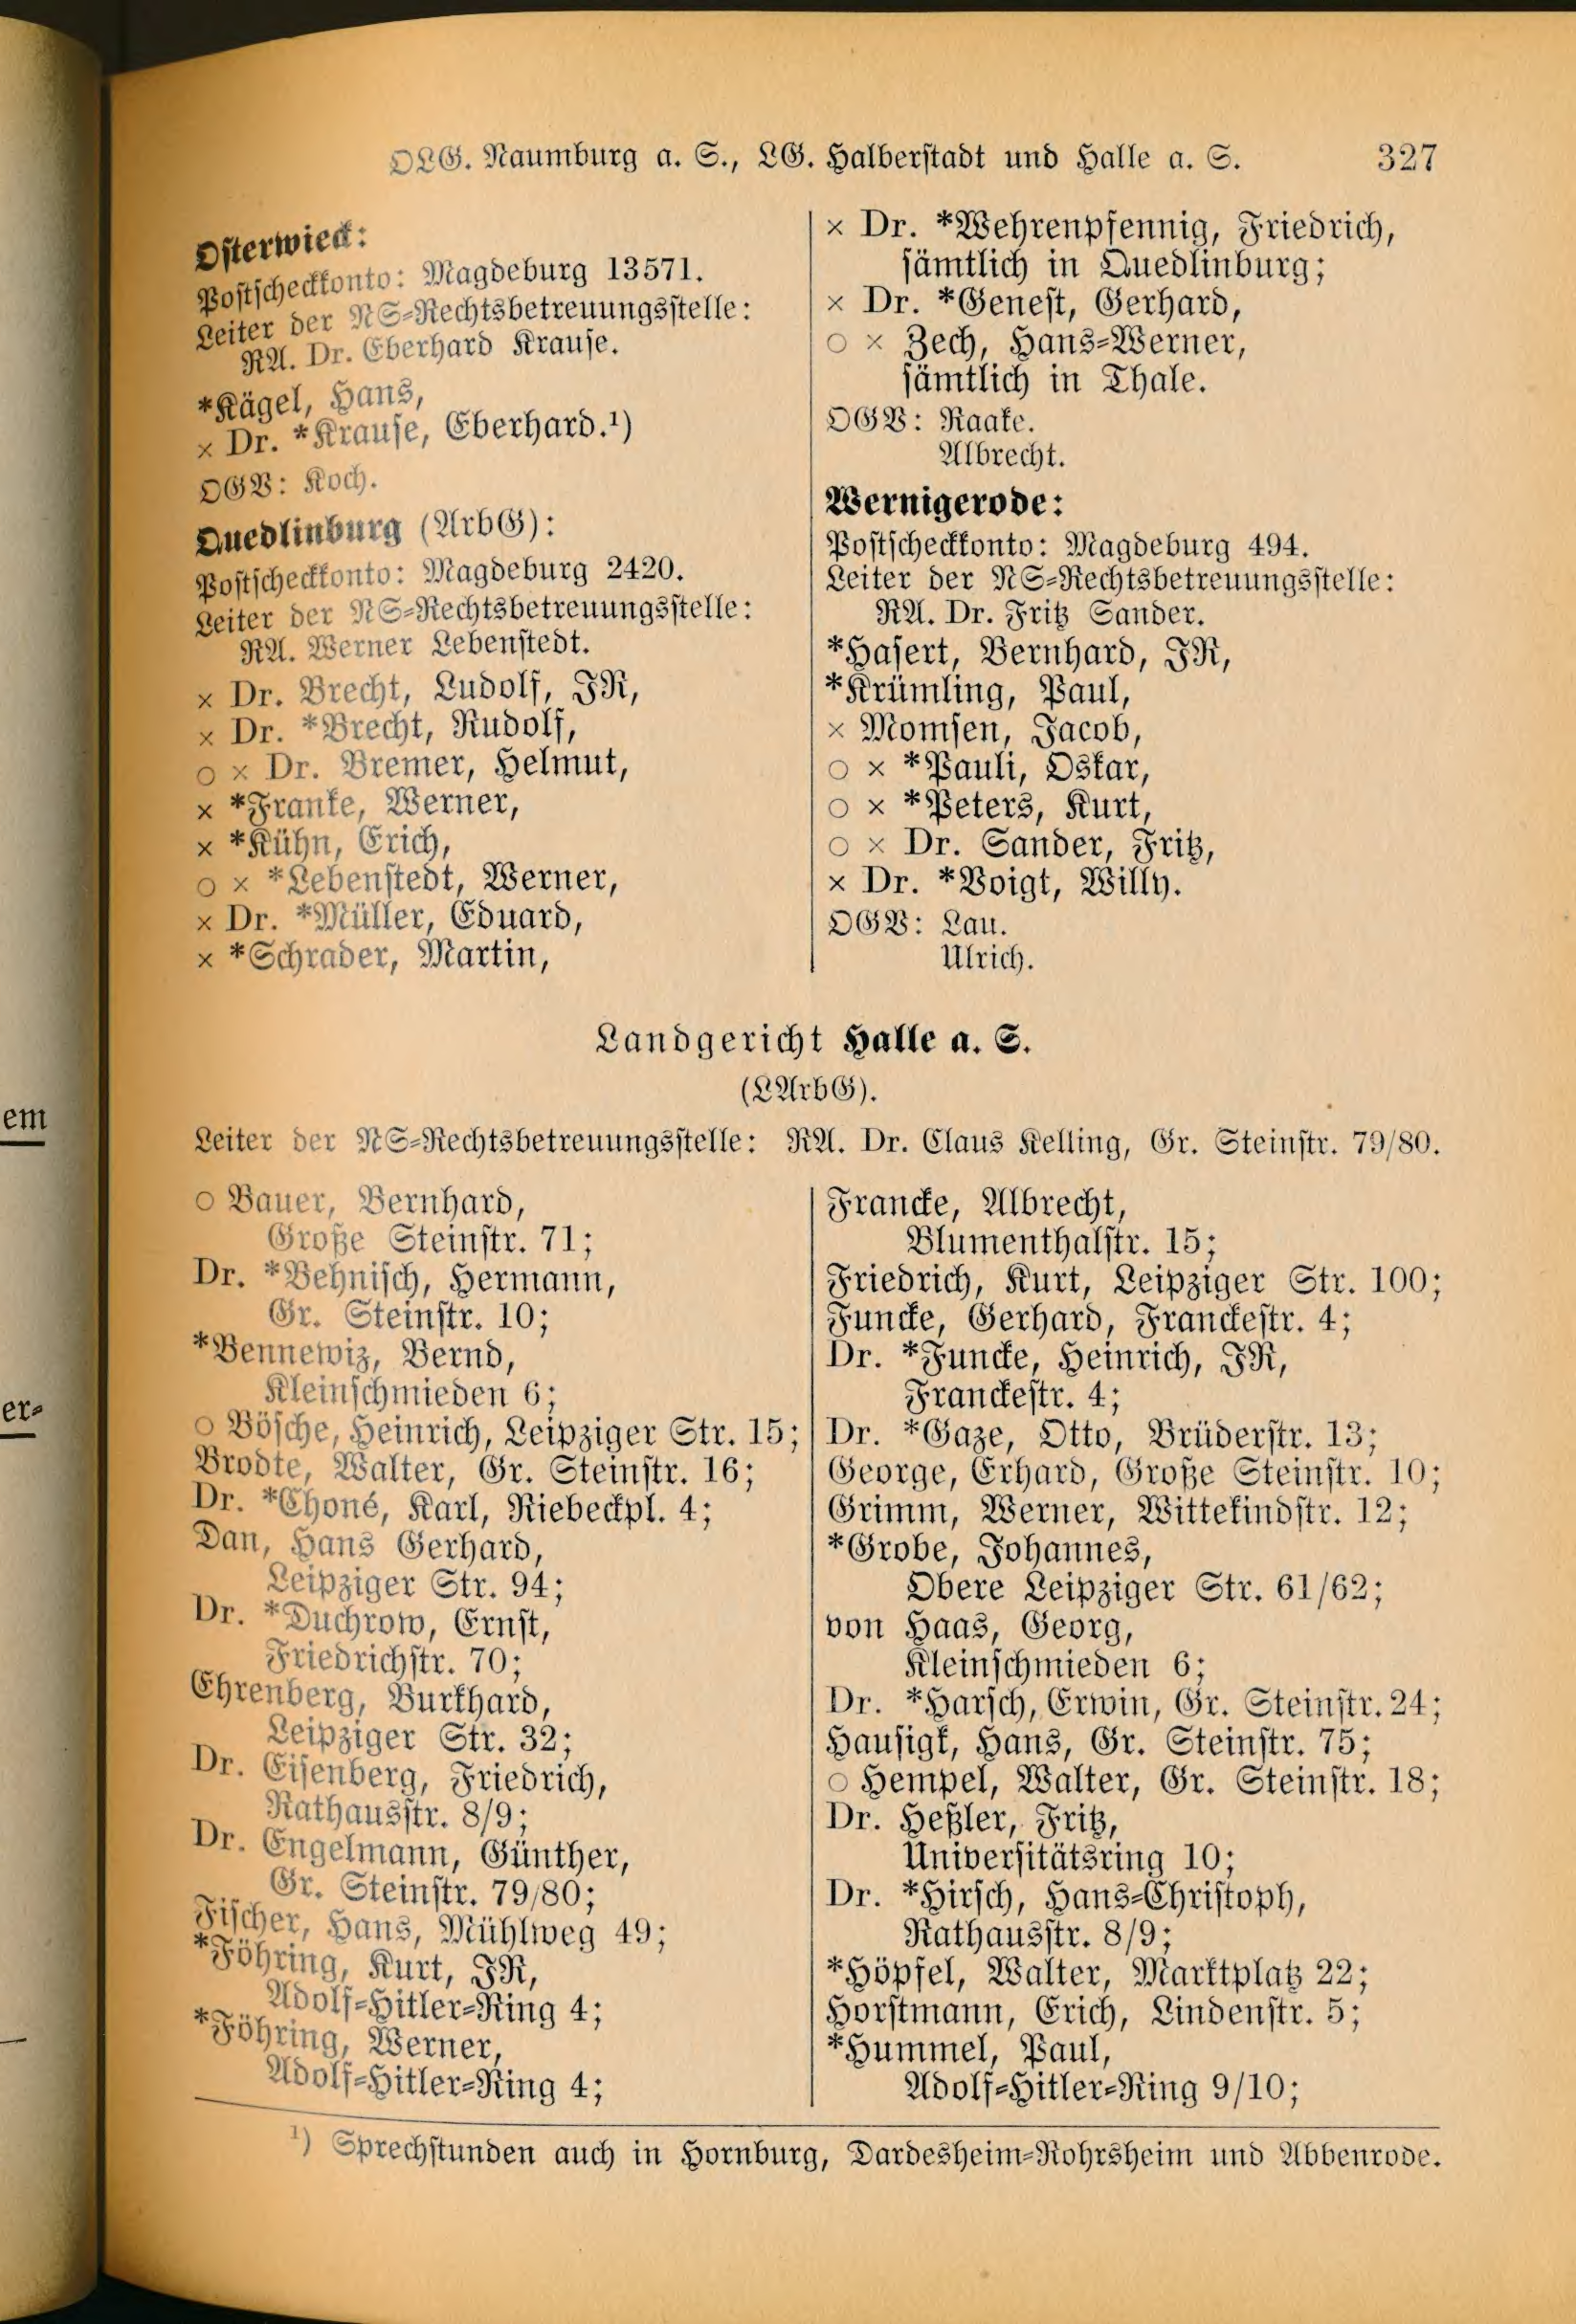 OLG. Naumburg a. S., LG. Halberstadt und Halle a. S. 327
Osterwieck:
Postscheckkonto: Magdeburg 13571.
Leiter der NS-Rechtsbetreuungsstelle:
RA. Dr. Eberhard Krause.
*Kägel, Hans,
× Dr. *Krause, Eberhard.¹)
OGV: Koch.
Quedlinburg (ArbG):
Postscheckkonto: Magdeburg 2420.
Leiter der NS-Rechtsbetreuungsstelle:
RA. Werner Lebenstedt.
× Dr. Brecht, Ludolf, JR,
× Dr. *Brecht, Rudolf,
○ × Dr. Bremer, Helmut,
× *Franke, Werner,
× *Kühn, Erich,
○ × *Lebenstedt, Werner,
× Dr. *Müller, Eduard,
× *Schrader, Martin,
× Dr. *Wehrenpfennig, Friedrich,
sämtlich in Quedlinburg;
× Dr. *Genest, Gerhard,
○ × Zech, Hans-Werner,
sämtlich in Thale.
OGV: Raake.
Albrecht.
Wernigerode:
Postscheckkonto: Magdeburg 494.
Leiter der NS-Rechtsbetreuungsstelle:
RA. Dr. Fritz Sander.
*Hasert, Bernhard, JR,
*Krümling, Paul,
× Momsen, Jacob,
○ × *Pauli, Oskar,
○ × *Peters, Kurt,
○ × Dr. Sander, Fritz,
× Dr. *Voigt, Willy.
OGV: Lau.
Ulrich.
Landgericht Halle a. S.
(LArbG).
Leiter der NS-Rechtsbetreuungsstelle: RA. Dr. Claus Kelling, Gr. Steinstr. 79/80.
○ Bauer, Bernhard,
Große Steinstr. 71;
Dr. *Behnisch, Hermann,
Gr. Steinstr. 10;
*Bennewiz, Bernd,
Kleinschmieden 6;
○ Bösche, Heinrich, Leipziger Str. 15;
Brodte, Walter, Gr. Steinstr. 16;
Dr. *Choné, Karl, Riebeckpl. 4;
Dan, Hans Gerhard,
Leipziger Str. 94;
Dr. *Duchrow, Ernst,
Friedrichstr. 70;
Ehrenberg, Burkhard,
Leipziger Str. 32;
Dr. Eisenberg, Friedrich,
Rathausstr. 8/9;
Dr. Engelmann, Günther,
Gr. Steinstr. 79/80;
Fischer, Hans, Mühlweg 49;
*Föhring, Kurt, JR,
Adolf-Hitler-Ring 4;
*Föhring, Werner,
Adolf-Hitler-Ring 4;
Francke, Albrecht,
Blumenthalstr. 15;
Friedrich, Kurt, Leipziger Str. 100;
Funcke, Gerhard, Franckestr. 4;
Dr. *Funcke, Heinrich, JR,
Franckestr. 4;
Dr. *Gaze, Otto, Brüderstr. 13;
George, Erhard, Große Steinstr. 10;
Grimm, Werner, Wittekindstr. 12;
*Grobe, Johannes,
Obere Leipziger Str. 61/62;
von Haas, Georg,
Kleinschmieden 6;
Dr. *Harsch, Erwin, Gr. Steinstr. 24;
Hausigk, Hans, Gr. Steinstr. 75;
○ Hempel, Walter, Gr. Steinstr. 18;
Dr. Heßler, Fritz,
Universitätsring 10;
Dr. *Hirsch, Hans-Christoph,
Rathausstr. 8/9;
*Höpfel, Walter, Marktplatz 22;
Horstmann, Erich, Lindenstr. 5;
*Hummel, Paul,
Adolf-Hitler-Ring 9/10;
¹) Sprechstunden auch in Hornburg, Dardesheim-Rohrsheim und Abbenrode.
em
er-